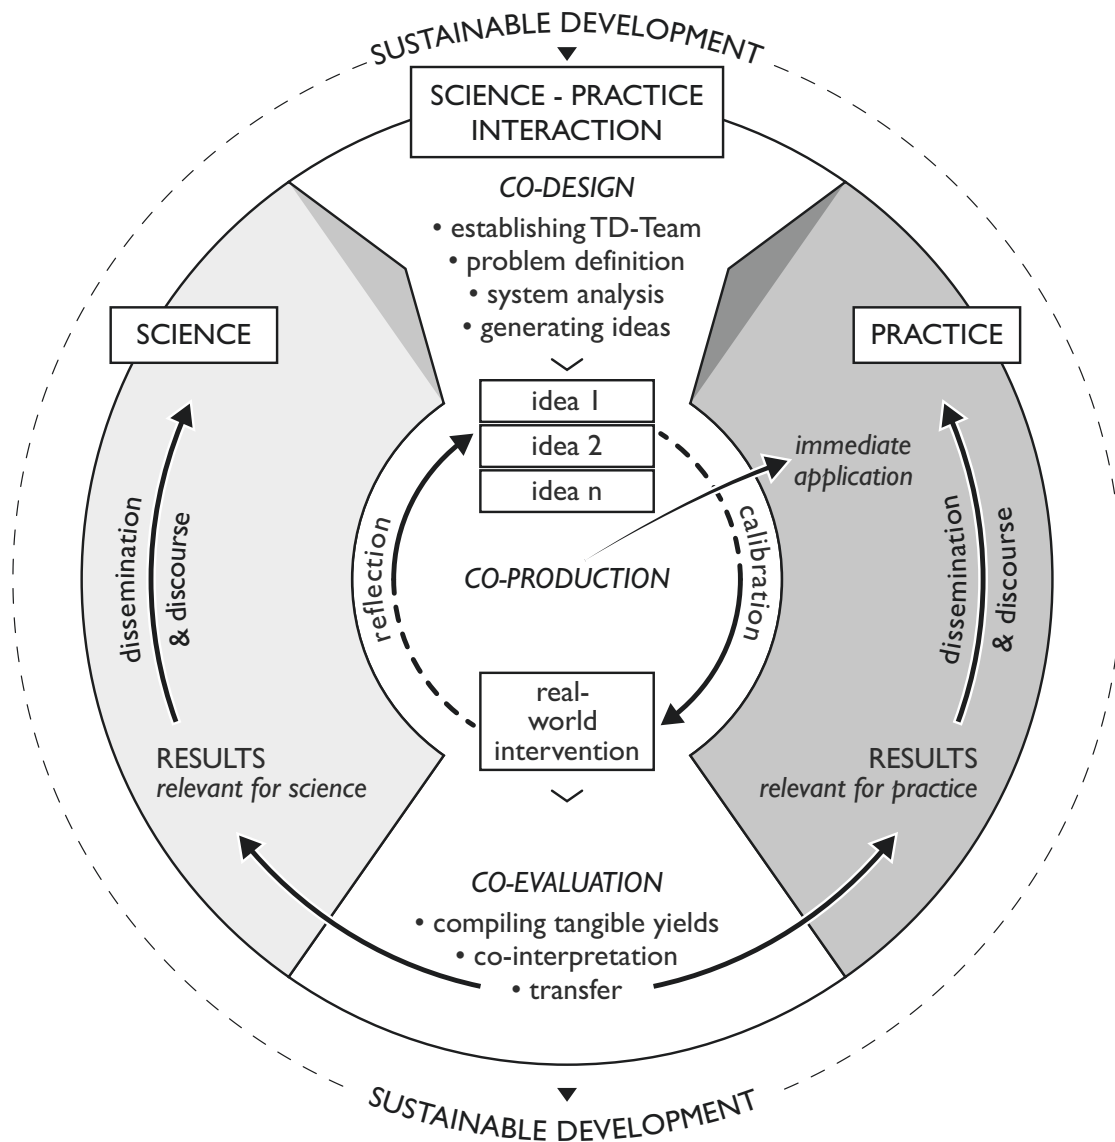 SUSTAINABLE DEVELOPMENT
SCIENCE - PRACTICE
INTERACTION
CO-DESIGN
• establishing TD-Team
• problem definition
• system analysis
• generating ideas
SCIENCE
PRACTICE
idea 1
idea 2
idea n
immediate
application
reflection
calibration
CO-PRODUCTION
dissemination
& discourse
dissemination
& discourse
real-
world
intervention
RESULTS
relevant for science
RESULTS
relevant for practice
CO-EVALUATION
• compiling tangible yields
• co-interpretation
• transfer
SUSTAINABLE DEVELOPMENT